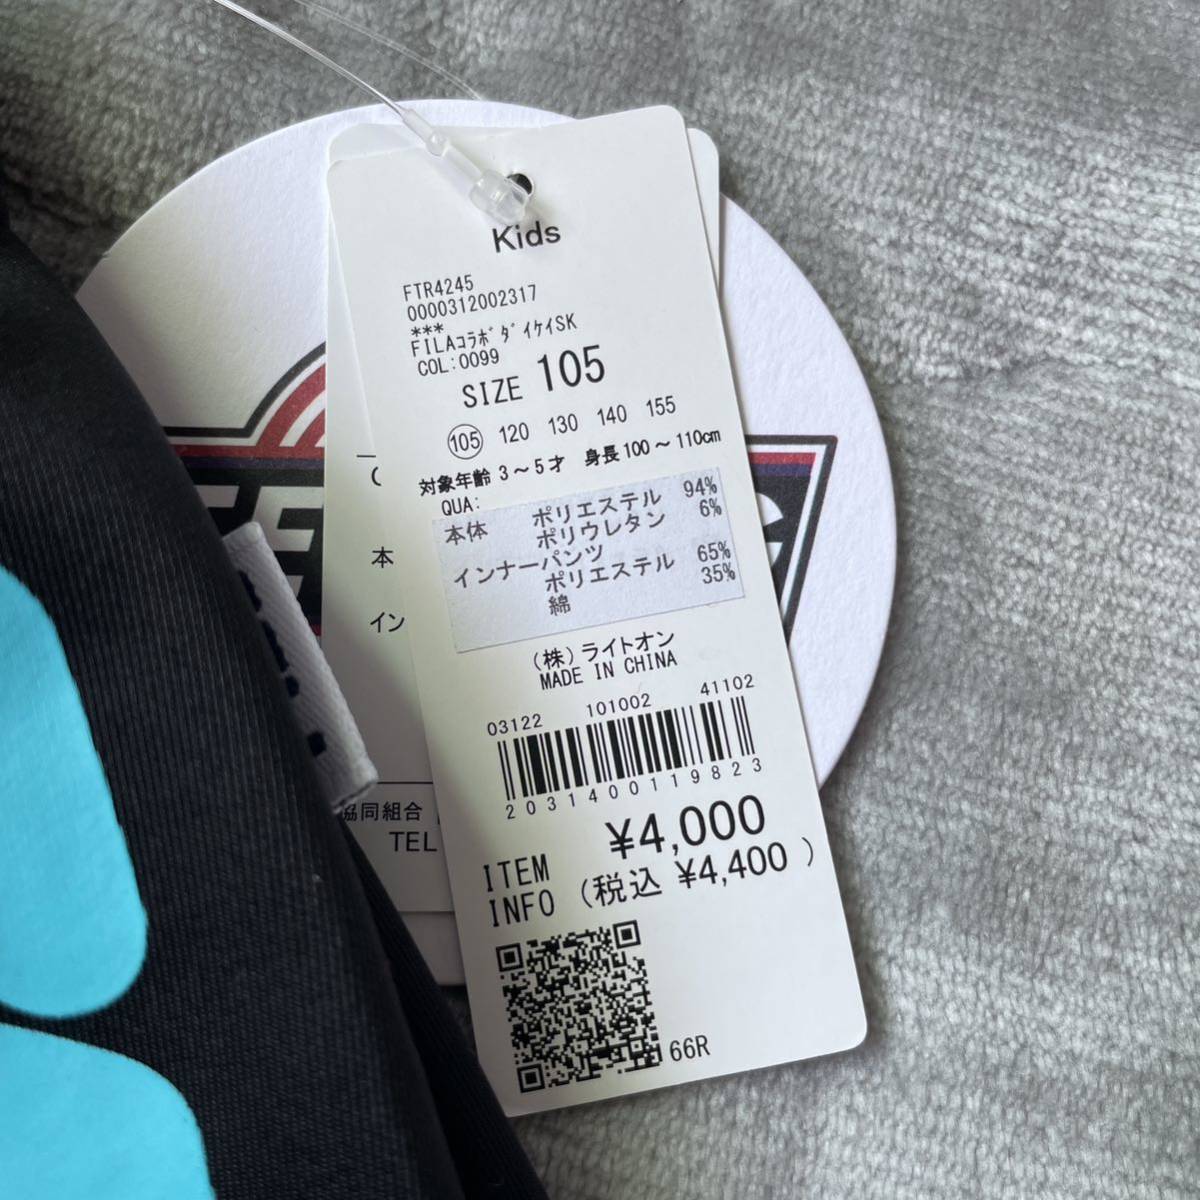 Kids
FTR4245
0000312002317
***
FILAｺﾗﾎﾞﾀﾞｲｹｲSK
COL:0099
SIZE 105
105 120 130 140 155
対象年齢 3～5才 身長100～110cm
QUA:
本体 ポリエステル 94%
ポリウレタン 6%
インナーパンツ
ポリエステル 65%
綿 35%
(株)ライトオン
MADE IN CHINA
03122 101002 41102
2031400119823
¥4,000
ITEM
INFO
(税込 ¥4,400 )
66R
本
イン
協同組合
TEL